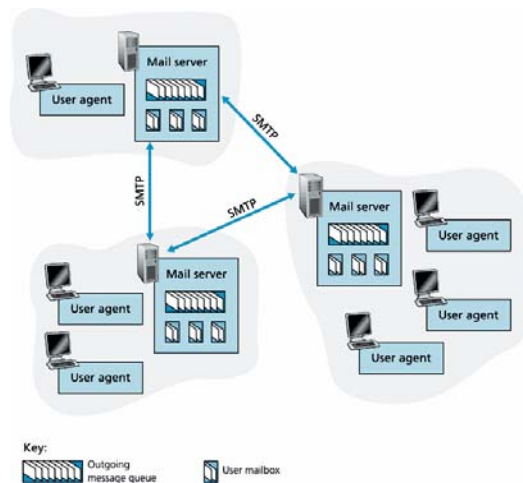 Mail server
User agent
SMTP
SMTP
SMTP
Mail server
User agent
Mail server
User agent
User agent
User agent
User agent
User agent
Key:
Outgoing
message queue
User mailbox